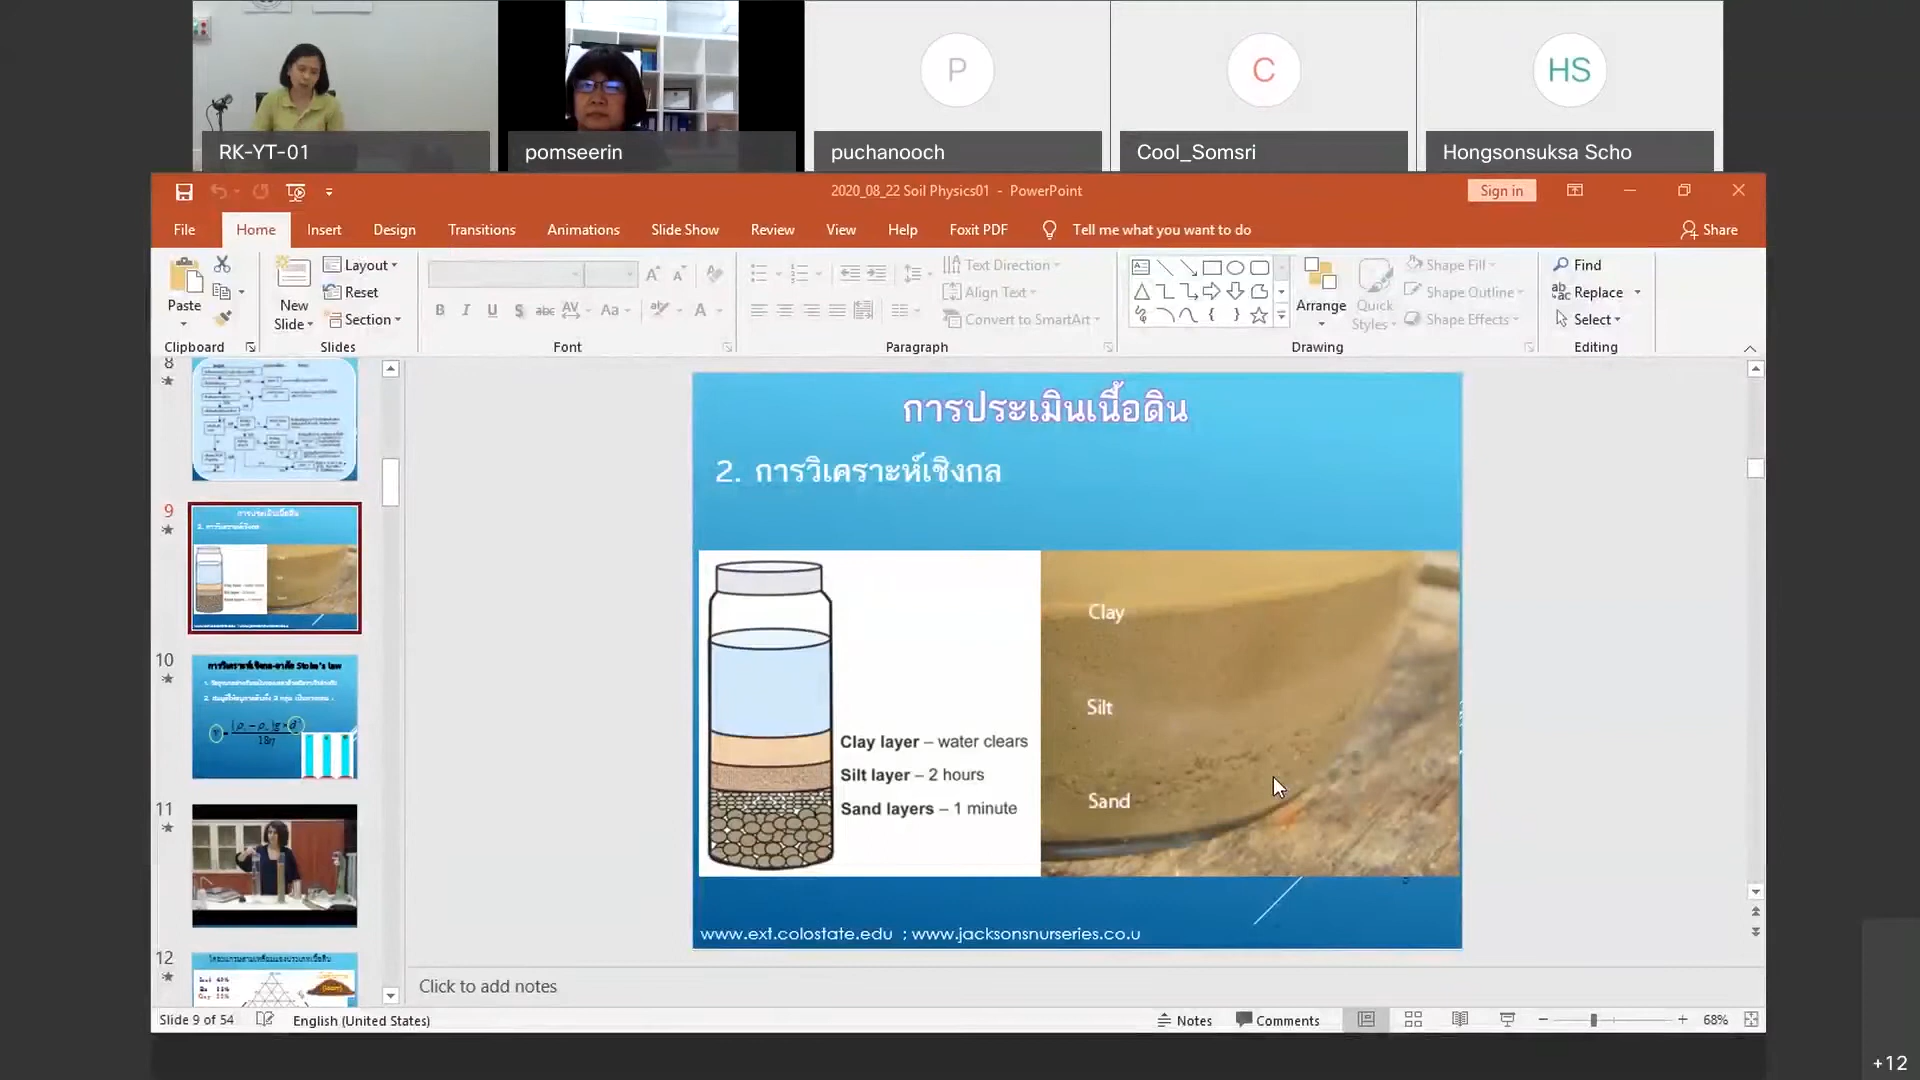 P
C
HS
RK-YT-01
pomseerin
puchanooch
Cool_Somsri
Hongsonsuksa Scho
2020_08_22 Soil Physics01 - PowerPoint
Sign in
File Home Insert Design Transitions Animations Slide Show Review View Help Foxit PDF Tell me what you want to do Share
Paste
New Slide
Layout
Reset
Section
B I U S abc AV Aa A
Text Direction
Align Text
Convert to SmartArt
Arrange
Quick Styles
Shape Fill
Shape Outline
Shape Effects
Find
Replace
Select
Clipboard Slides Font Paragraph Drawing Editing
8
9
10
11
12
การประเมินเนื้อดิน
2. การวิเคราะห์เชิงกล
Clay layer – water clears
Silt layer – 2 hours
Sand layers – 1 minute
Clay
Silt
Sand
www.ext.colostate.edu ; www.jacksonsnurseries.co.u
Click to add notes
Slide 9 of 54 English (United States) Notes Comments 68%
+12